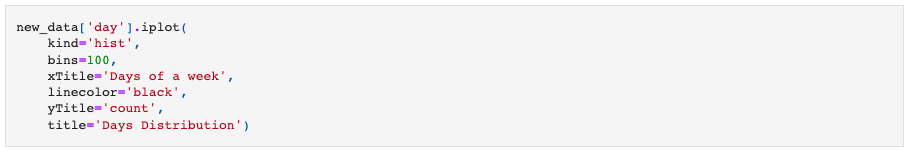 new_data['day'].iplot(
    kind='hist',
    bins=100,
    xTitle='Days of a week',
    linecolor='black',
    yTitle='count',
    title='Days Distribution')